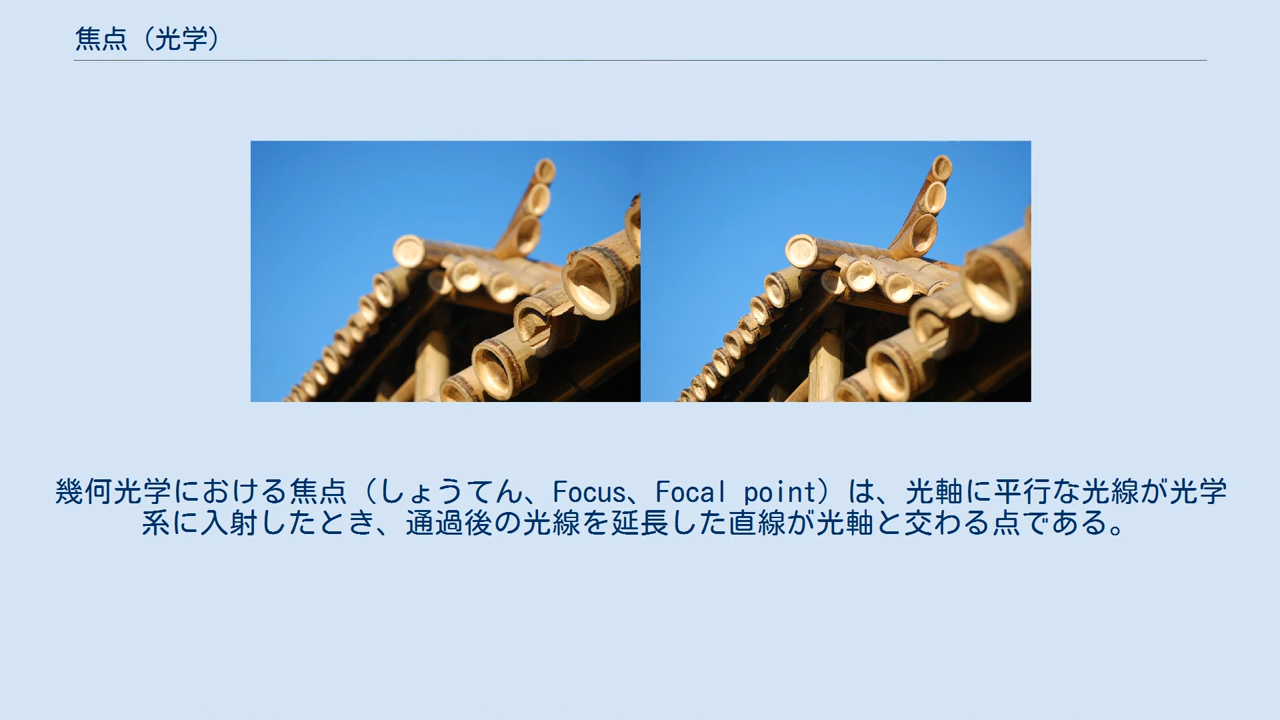 焦点（光学）
幾何光学における焦点（しょうてん、Focus、Focal point）は、光軸に平行な光線が光学
系に入射したとき、通過後の光線を延長した直線が光軸と交わる点である。